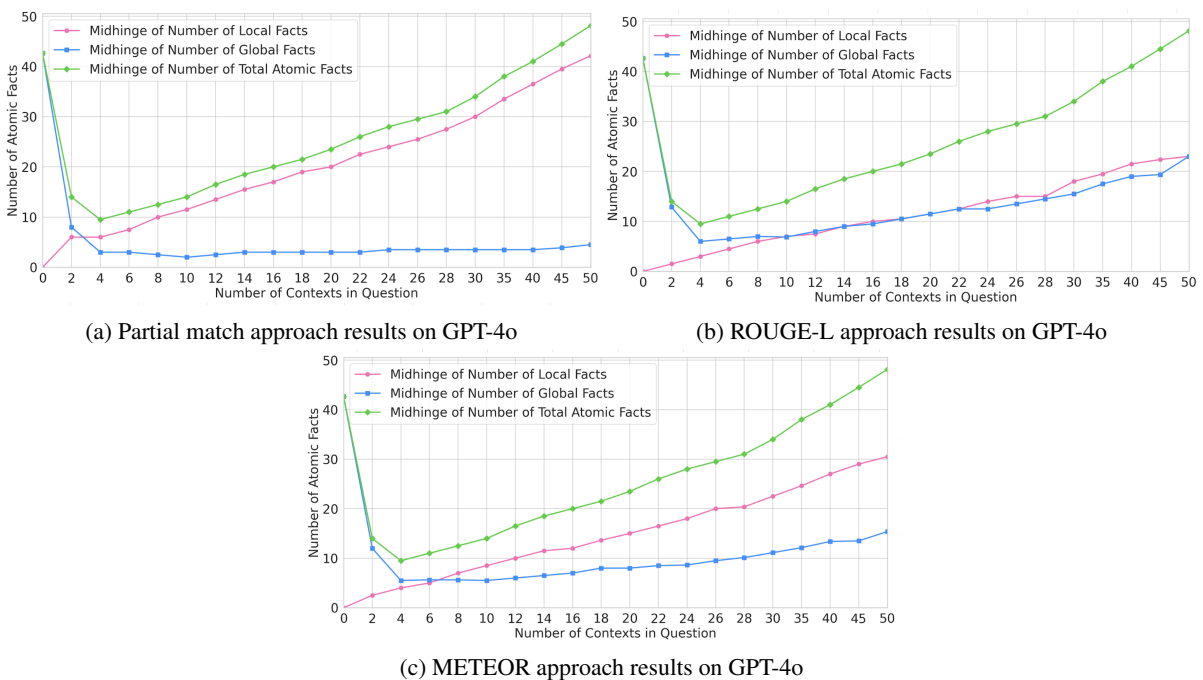 50
40
30
20
10
0
Number of Atomic Facts
Midhinge of Number of Local Facts
Midhinge of Number of Global Facts
Midhinge of Number of Total Atomic Facts
0 2 4 6 8 10 12 14 16 18 20 22 24 26 28 30 35 40 45 50
Number of Contexts in Question
(a) Partial match approach results on GPT-4o
50
40
30
20
10
0
Number of Atomic Facts
Midhinge of Number of Local Facts
Midhinge of Number of Global Facts
Midhinge of Number of Total Atomic Facts
0 2 4 6 8 10 12 14 16 18 20 22 24 26 28 30 35 40 45 50
Number of Contexts in Question
(b) ROUGE-L approach results on GPT-4o
50
40
30
20
10
0
Number of Atomic Facts
Midhinge of Number of Local Facts
Midhinge of Number of Global Facts
Midhinge of Number of Total Atomic Facts
0 2 4 6 8 10 12 14 16 18 20 22 24 26 28 30 35 40 45 50
Number of Contexts in Question
(c) METEOR approach results on GPT-4o